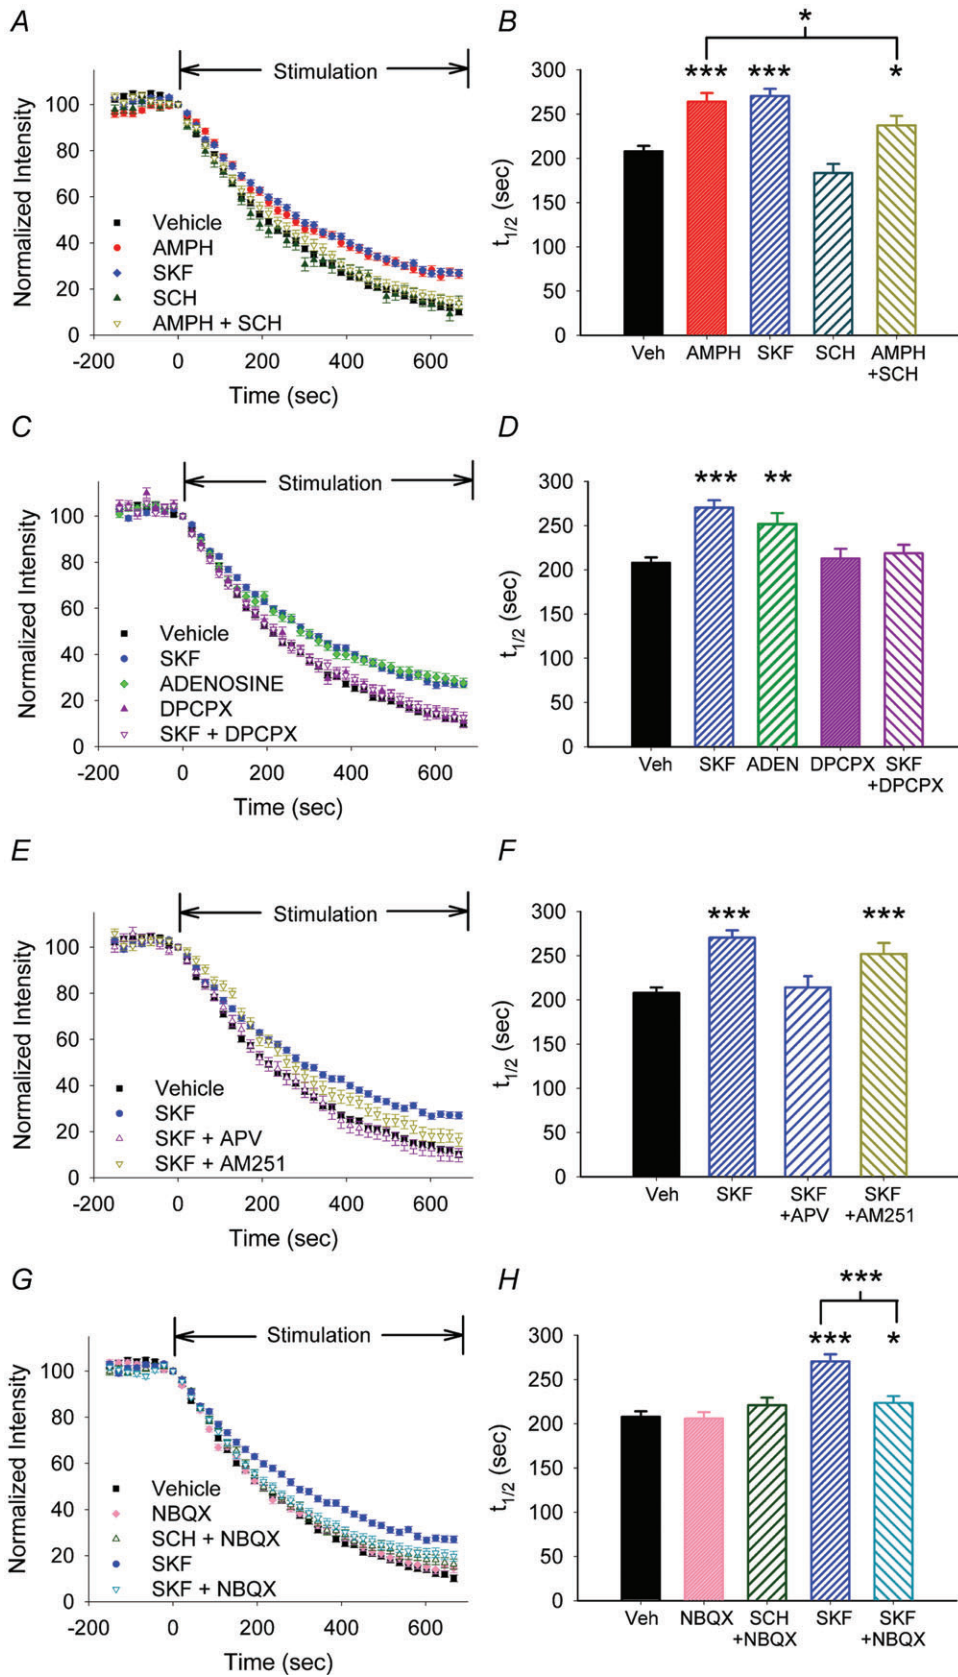 A
Stimulation
Normalized Intensity
100
80
60
40
20
0
Vehicle
AMPH
SKF
SCH
AMPH + SCH
-200 0 200 400 600
Time (sec)
B
*
*** *** *
t1/2 (sec)
300
250
200
150
100
50
0
Veh AMPH SKF SCH AMPH
+SCH
C
Stimulation
Normalized Intensity
100
80
60
40
20
0
Vehicle
SKF
ADENOSINE
DPCPX
SKF + DPCPX
-200 0 200 400 600
Time (sec)
D
*** **
t1/2 (sec)
300
250
200
150
100
50
0
Veh SKF ADEN DPCPX SKF
+DPCPX
E
Stimulation
Normalized Intensity
100
80
60
40
20
0
Vehicle
SKF
SKF + APV
SKF + AM251
-200 0 200 400 600
Time (sec)
F
*** ***
t1/2 (sec)
300
250
200
150
100
50
0
Veh SKF SKF SKF
+APV +AM251
G
Stimulation
Normalized Intensity
100
80
60
40
20
0
Vehicle
NBQX
SCH + NBQX
SKF
SKF + NBQX
-200 0 200 400 600
Time (sec)
H
***
*** *
t1/2 (sec)
300
250
200
150
100
50
0
Veh NBQX SCH SKF SKF
+NBQX +NBQX